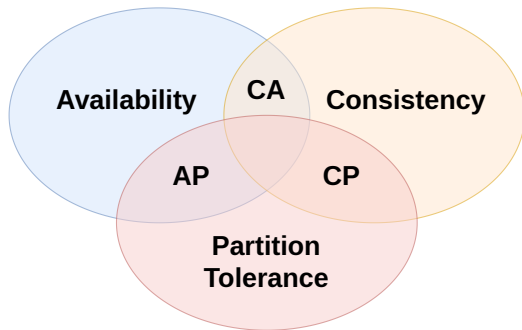 CA
Availability
Consistency
AP
CP
Partition
Tolerance